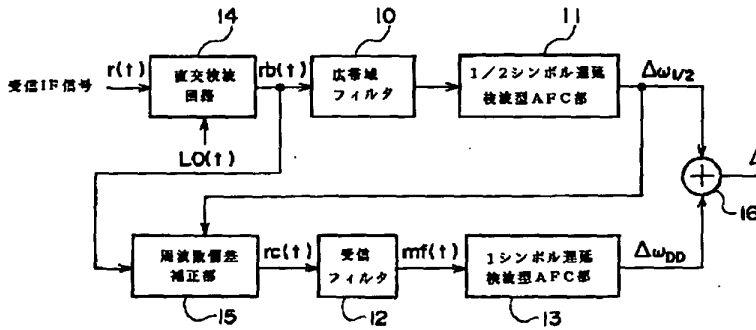 14
10
11
受信IF信号
r(t)
直交検波
回路
rb(t)
広帯域
フィルタ
1/2シンボル遅延
検波型AFC部
Δω1/2
LO(t)
Δ
16
周波数偏差
補正部
rc(t)
受信
フィルタ
mf(t)
1シンボル遅延
検波型AFC部
ΔωDD
15
12
13